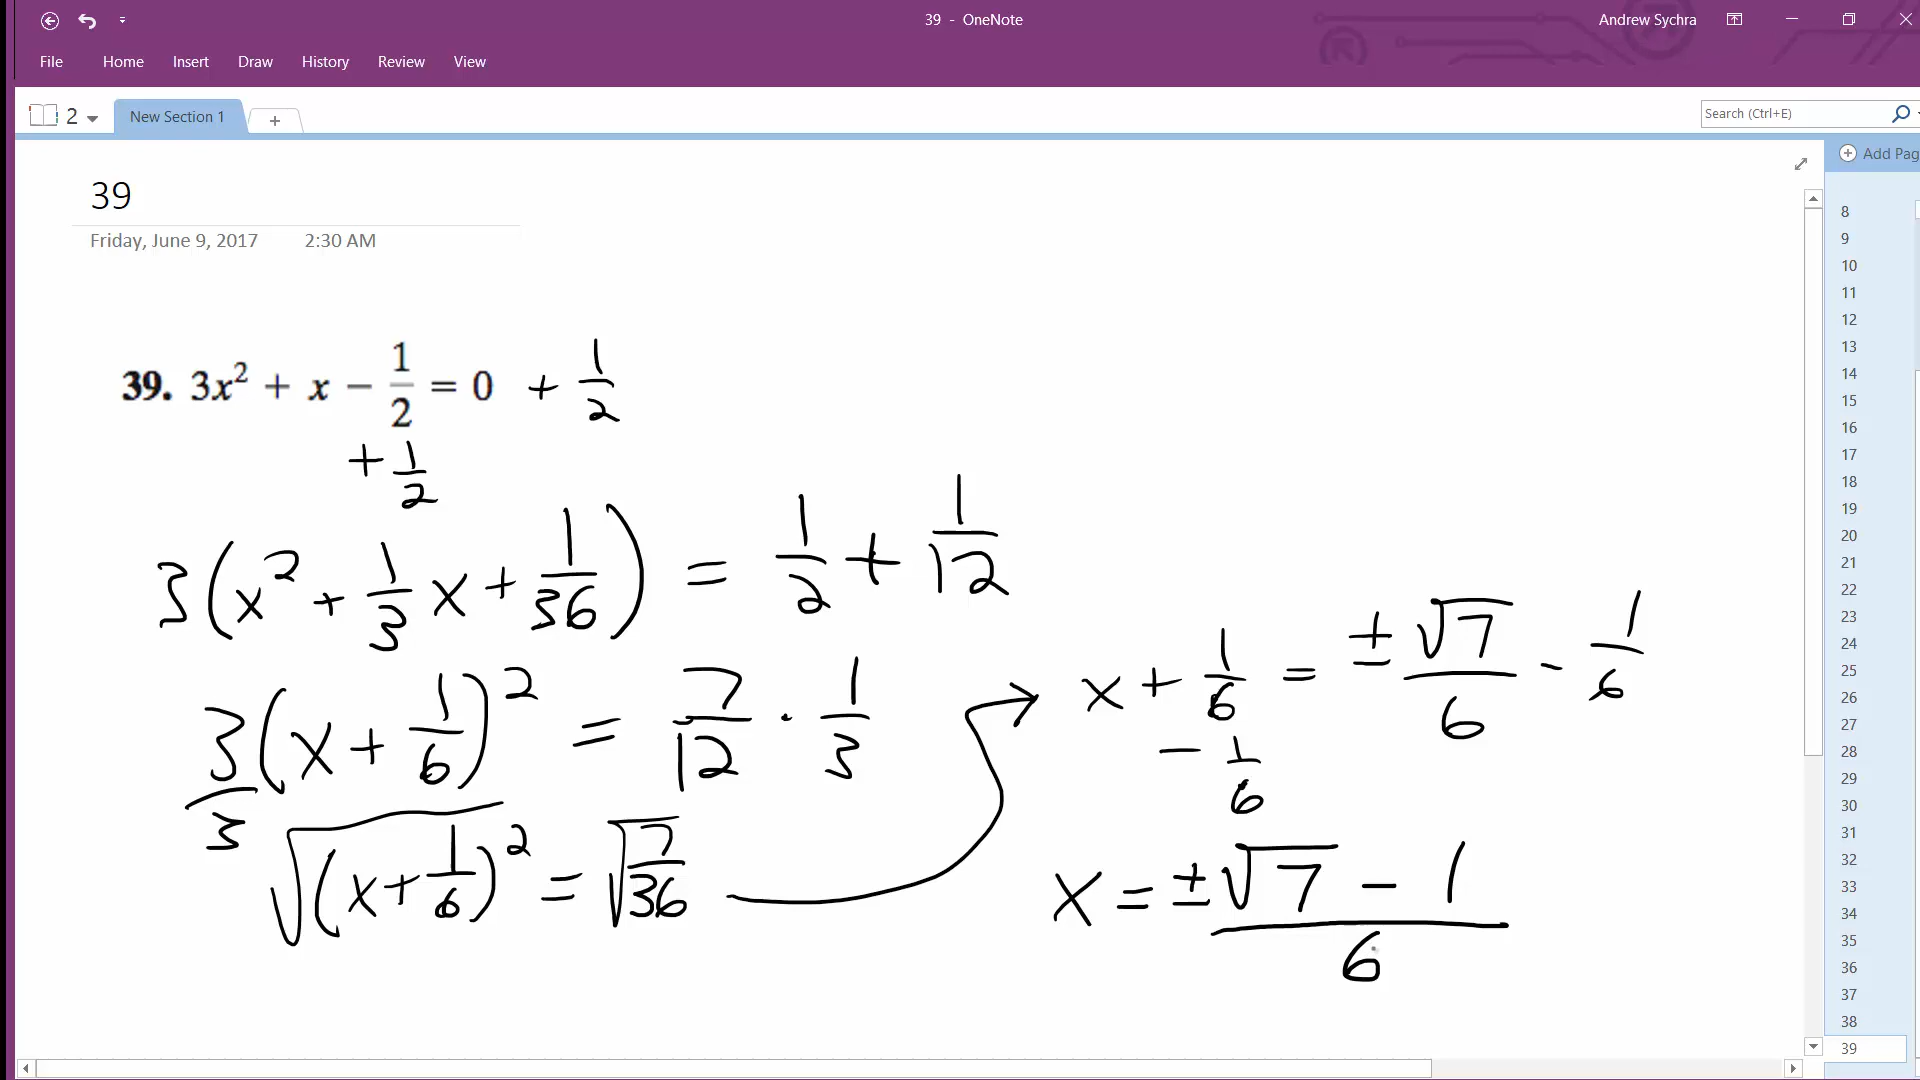 39 - OneNote
Andrew Sychra
File Home Insert Draw History Review View
2 New Section 1 +
Search (Ctrl+E)
Add Pag
39
Friday, June 9, 2017 2:30 AM
39. 3x² + x − 1/2 = 0 + 1/2
+ 1/2
3(x² + 1/3 x + 1/36) = 1/2 + 1/12
3(x + 1/6)² = 7/12 · 1/3
3
√(x + 1/6)² = √7/36
x + 1/6 = ± √7/6 - 1/6
- 1/6
x = ±√7 - 1
6
8
9
10
11
12
13
14
15
16
17
18
19
20
21
22
23
24
25
26
27
28
29
30
31
32
33
34
35
36
37
38
39